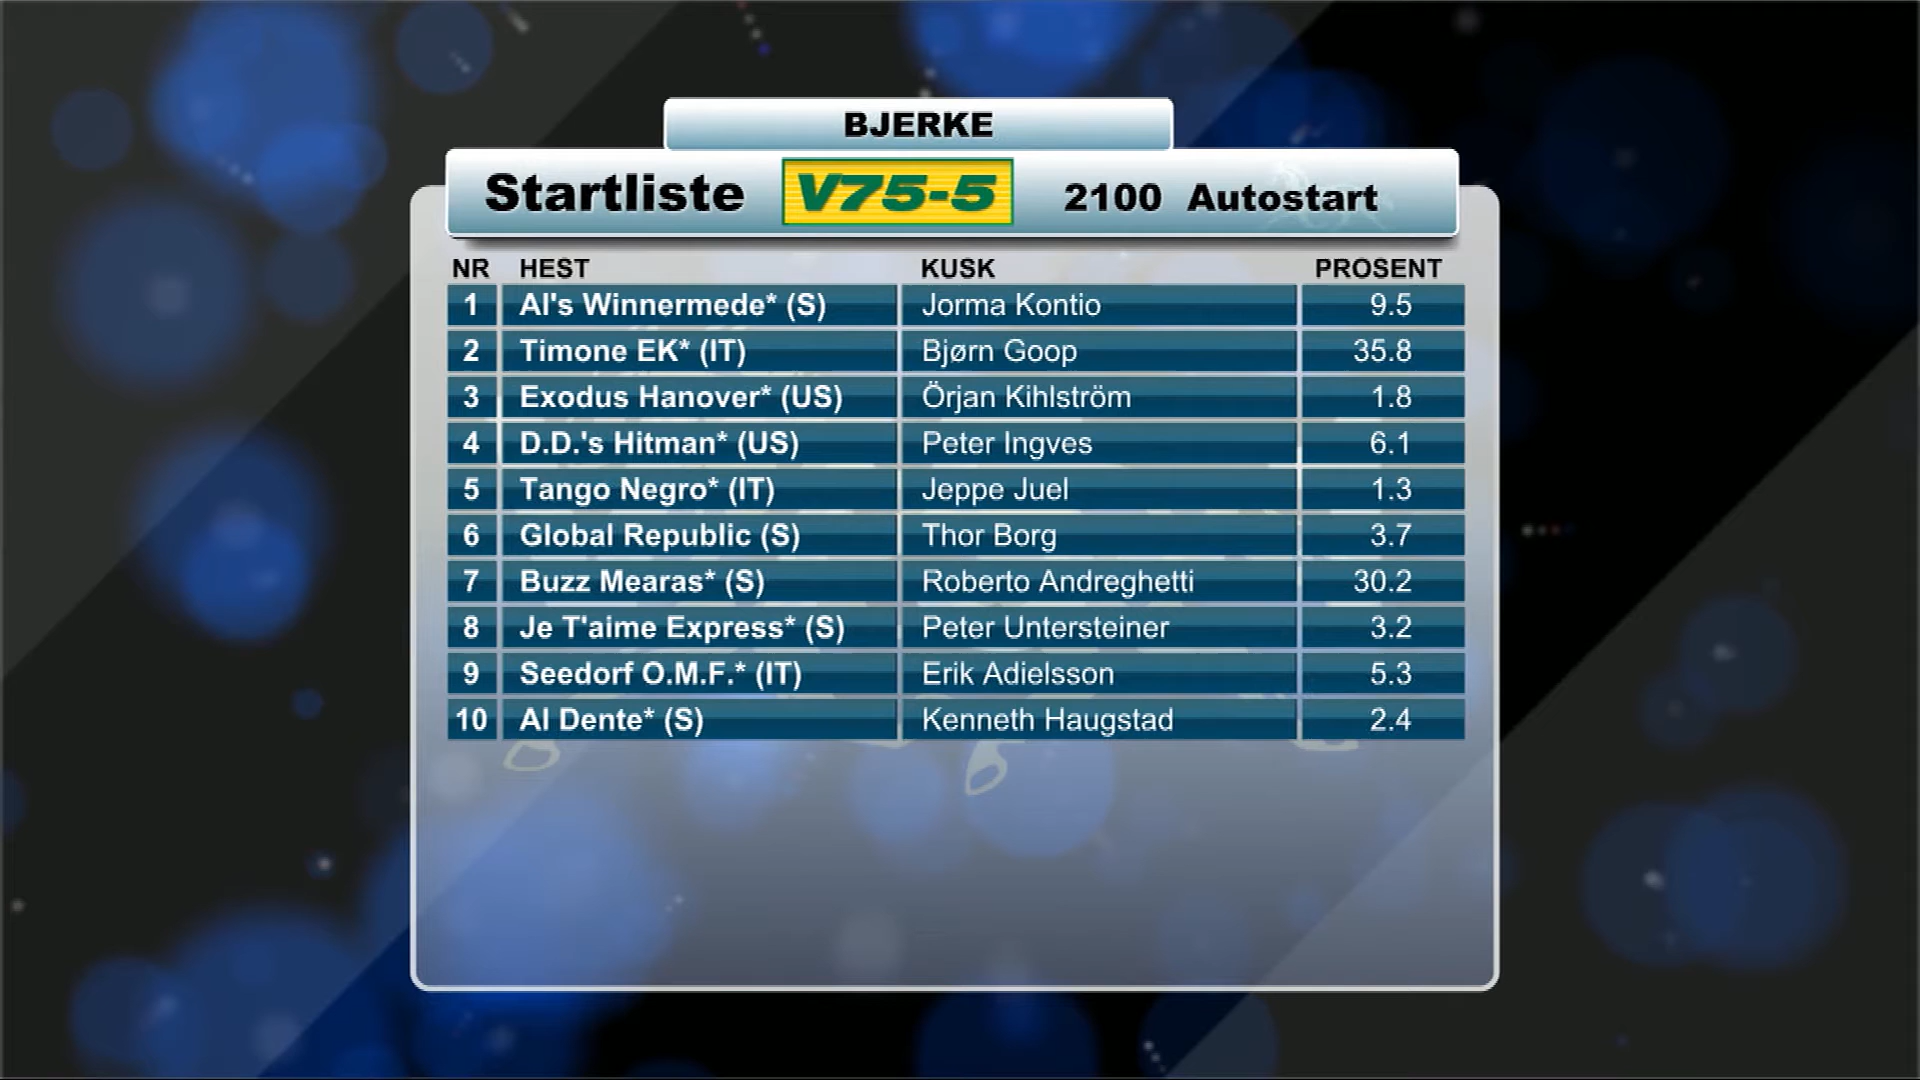 BJERKE
Startliste V75-5 2100 Autostart
NR HEST KUSK PROSENT
1 Al's Winnermede* (S) Jorma Kontio 9.5
2 Timone EK* (IT) Bjørn Goop 35.8
3 Exodus Hanover* (US) Örjan Kihlström 1.8
4 D.D.'s Hitman* (US) Peter Ingves 6.1
5 Tango Negro* (IT) Jeppe Juel 1.3
6 Global Republic (S) Thor Borg 3.7
7 Buzz Mearas* (S) Roberto Andreghetti 30.2
8 Je T'aime Express* (S) Peter Untersteiner 3.2
9 Seedorf O.M.F.* (IT) Erik Adielsson 5.3
10 Al Dente* (S) Kenneth Haugstad 2.4